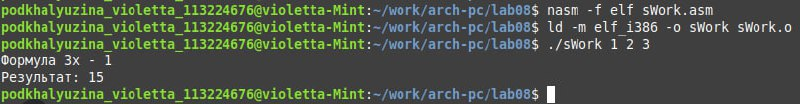 podkhalyuzina_violetta_113224676@violetta-Mint:~/work/arch-pc/lab08$ nasm -f elf sWork.asm
podkhalyuzina_violetta_113224676@violetta-Mint:~/work/arch-pc/lab08$ ld -m elf_i386 -o sWork sWork.o
podkhalyuzina_violetta_113224676@violetta-Mint:~/work/arch-pc/lab08$ ./sWork 1 2 3
Формула 3x - 1
Результат: 15
podkhalyuzina_violetta_113224676@violetta-Mint:~/work/arch-pc/lab08$